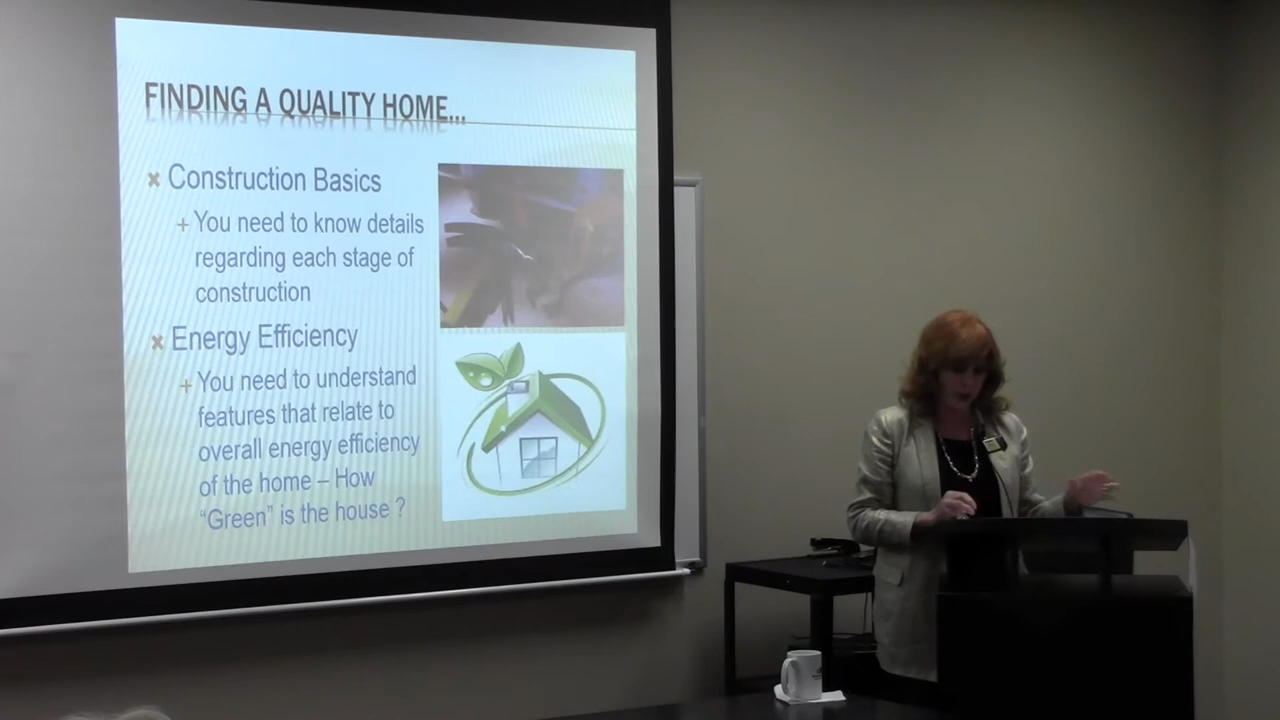 FINDING A QUALITY HOME...
Construction Basics
+ You need to know details
regarding each stage of
construction
Energy Efficiency
+ You need to understand
features that relate to
overall energy efficiency
of the home – How
“Green” is the house ?